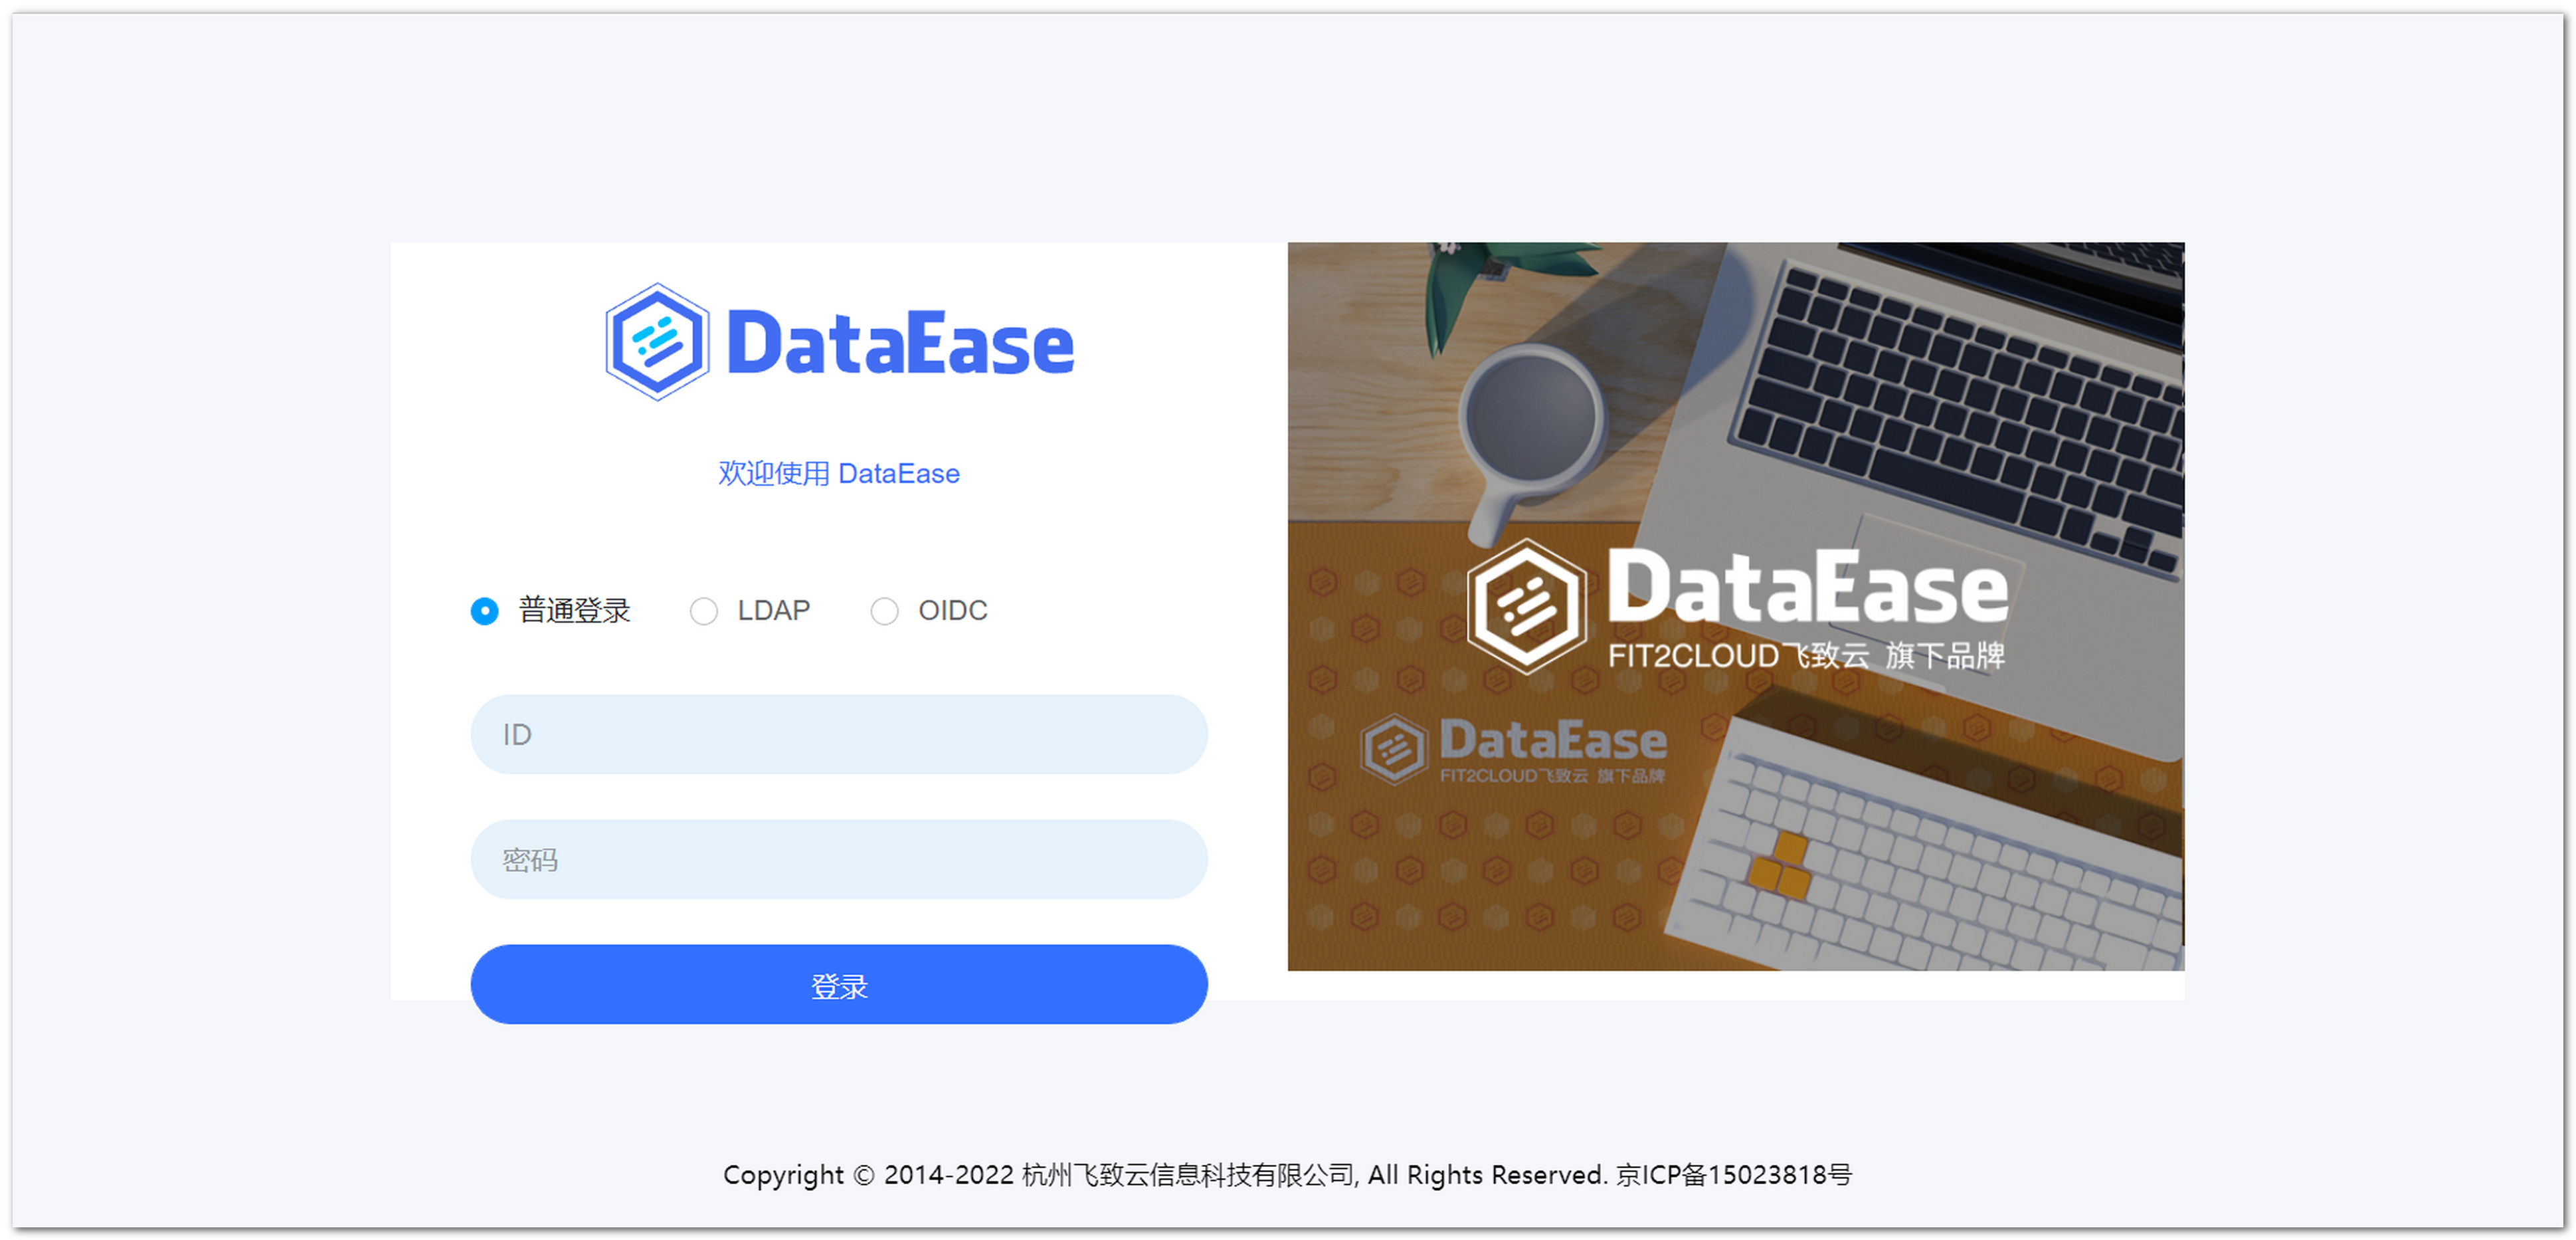 DataEase
欢迎使用 DataEase
普通登录 LDAP OIDC
ID
密码
登录
DataEase
FIT2CLOUD飞致云 旗下品牌
DataEase
FIT2CLOUD飞致云 旗下品牌
Copyright © 2014-2022 杭州飞致云信息科技有限公司, All Rights Reserved. 京ICP备15023818号